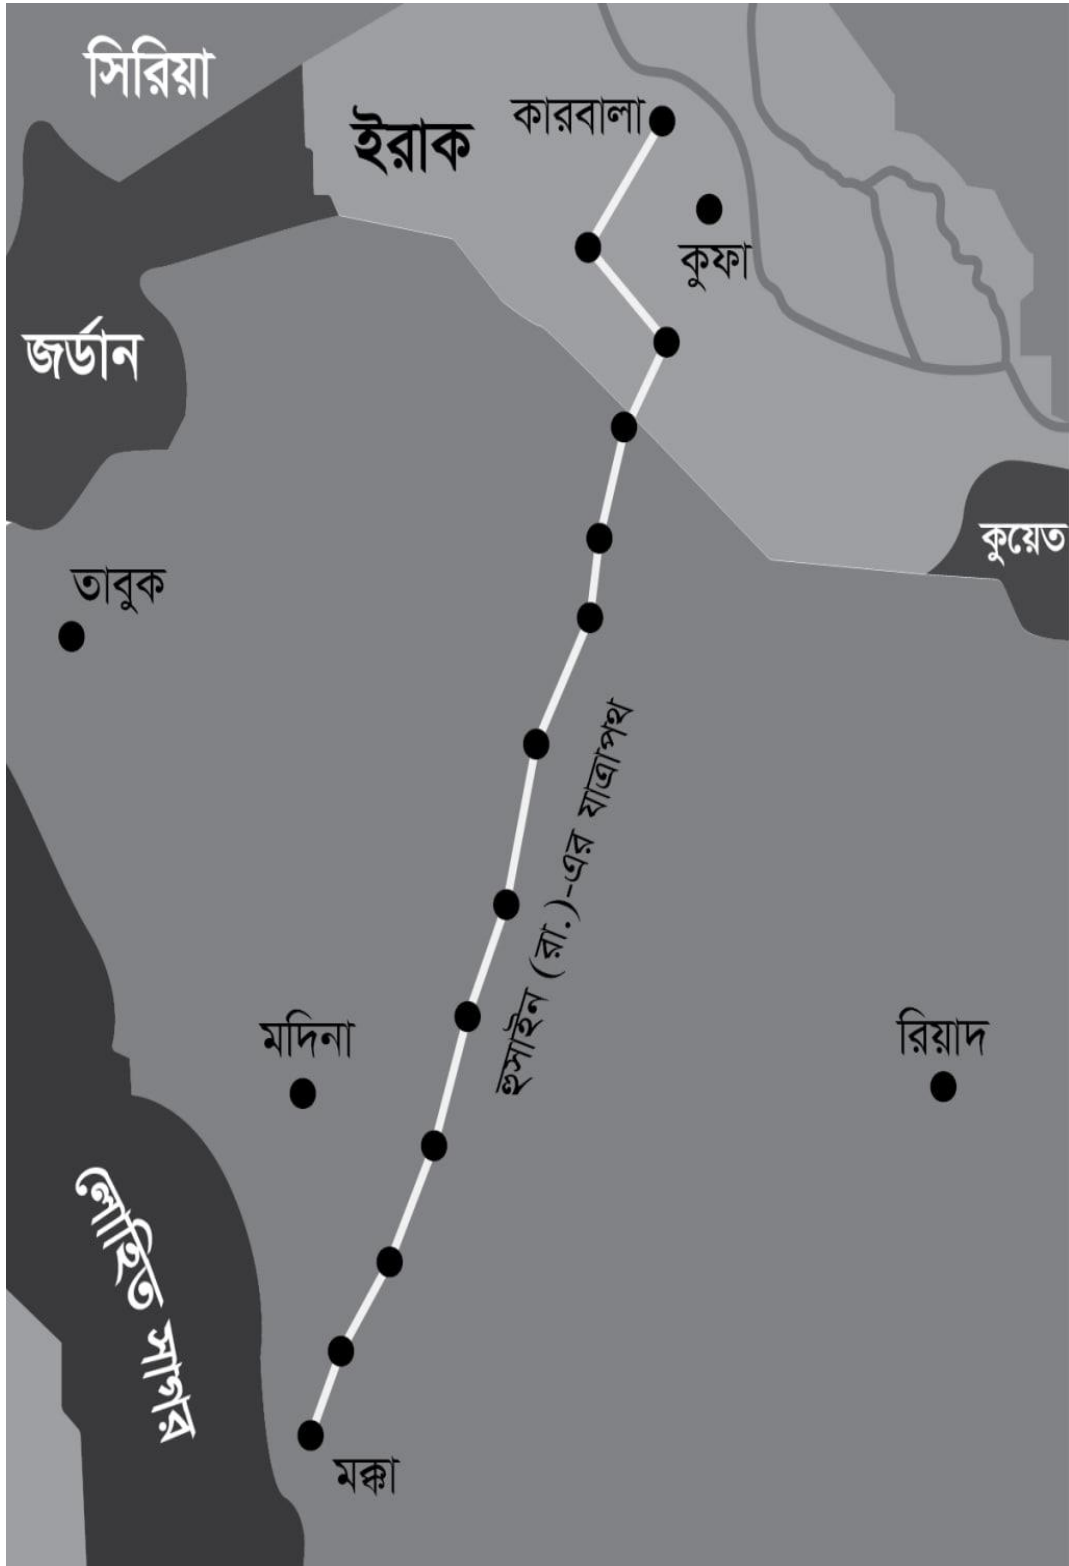 সিরিয়া
ইরাক
কারবালা
কুফা
জর্ডান
কুয়েত
তাবুক
হুসাইন (রা.)-এর যাত্রাপথ
মদিনা
রিয়াদ
লোহিত সাগর
মক্কা